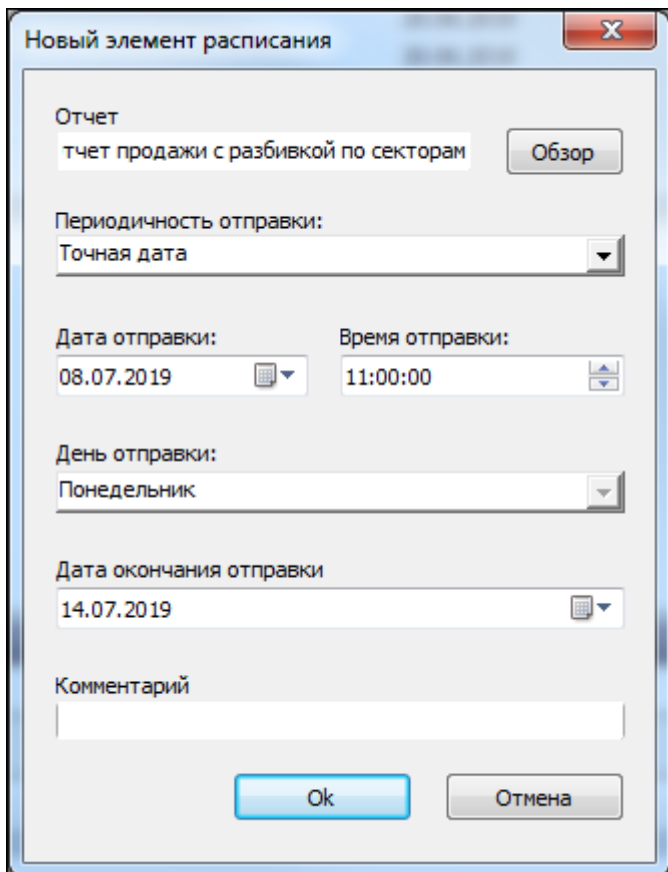 Новый элемент расписания
Отчет
тчет продажи с разбивкой по секторам
Обзор
Периодичность отправки:
Точная дата
Дата отправки:
Время отправки:
08.07.2019
11:00:00
День отправки:
Понедельник
Дата окончания отправки
14.07.2019
Комментарий
Ok
Отмена